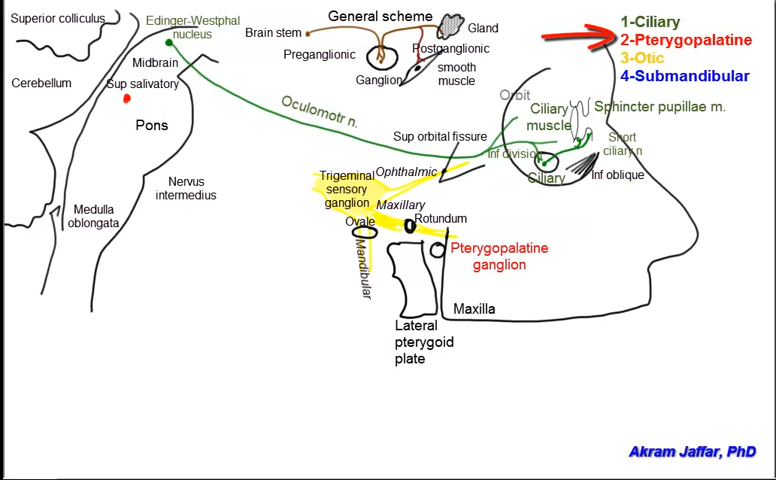 Superior colliculus
Edinger-Westphal
nucleus
Brain stem
General scheme
Gland
Preganglionic
Postganglionic
Ganglion
smooth
muscle
1-Ciliary
2-Pterygopalatine
3-Otic
4-Submandibular
Midbrain
Cerebellum
Sup salivatory
Pons
Oculomotr n.
Orbit
Ciliary
muscle
Sphincter pupillae m.
Sup orbital fissure
Inf division
Short
ciliary n
Ciliary
Inf oblique
Nervus
intermedius
Medulla
oblongata
Trigeminal
sensory
ganglion
Ophthalmic
Maxillary
Ovale
Rotundum
Mandibular
Pterygopalatine
ganglion
Maxilla
Lateral
pterygoid
plate
Akram Jaffar, PhD